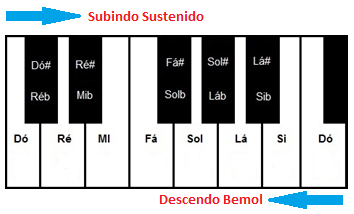 Subindo Sustenido
Dó# Ré# Fá# Sol# Lá#
Réb Mib Solb Láb Sib
Dó Ré MI Fá Sol Lá Si Dó
Descendo Bemol